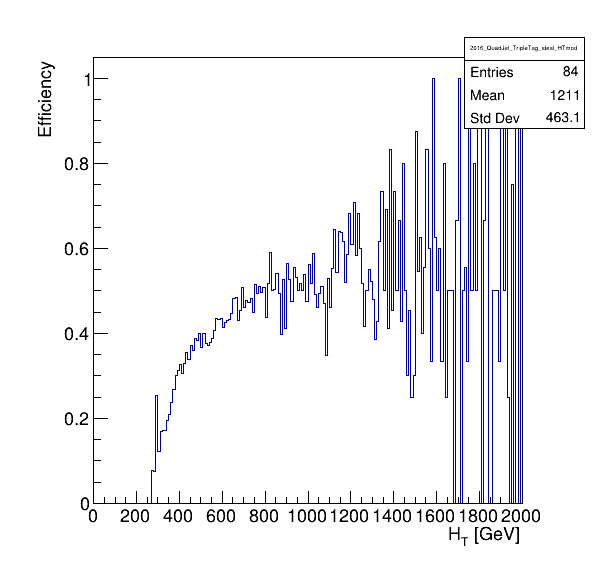 2016_QuadJet_TripleTag_ideal_HTmod
Entries 84
Mean 1211
Std Dev 463.1
Efficiency
1
0.8
0.6
0.4
0.2
0
0 200 400 600 800 1000 1200 1400 1600 1800 2000
H_T [GeV]